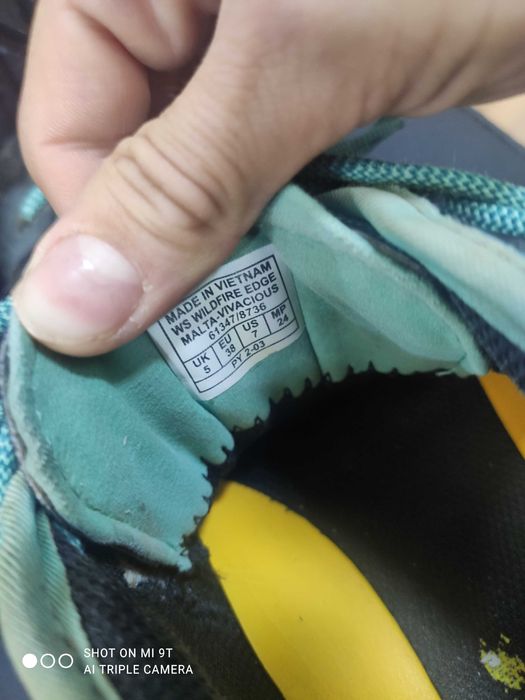 MADE IN VIETNAM
WS WILDFIRE EDGE
MALTA-VIVACIOUS
61347/8736
UK EU US MP
5 38 7 24
PY 2-03
SHOT ON MI 9T
AI TRIPLE CAMERA